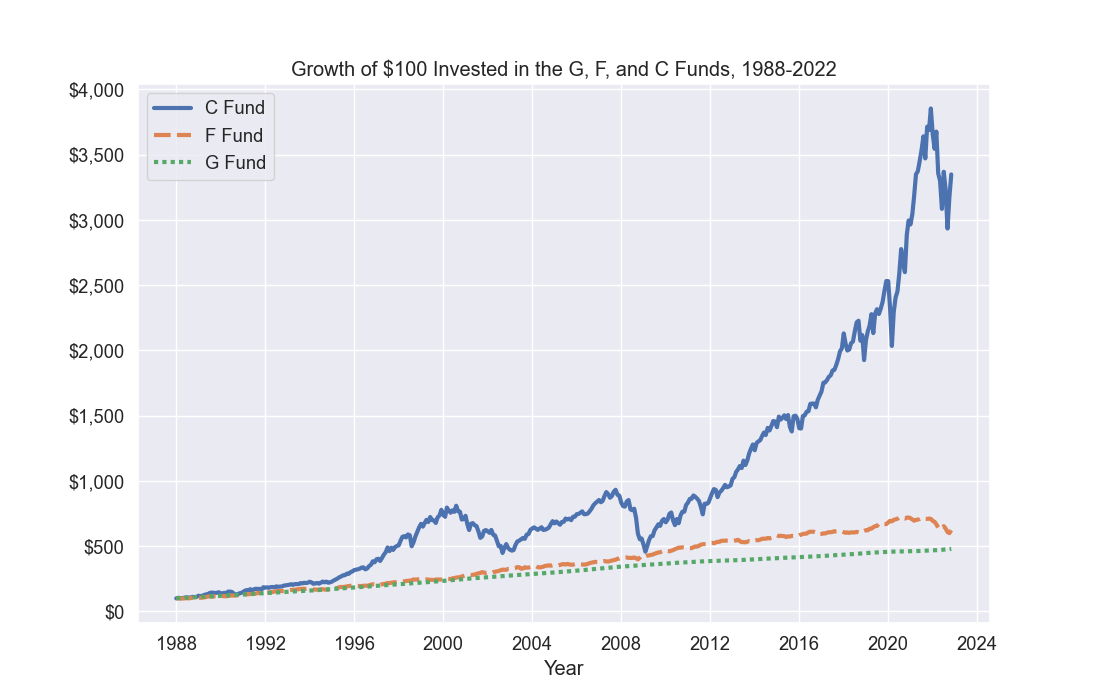 Growth of $100 Invested in the G, F, and C Funds, 1988-2022
$4,000
$3,500
$3,000
$2,500
$2,000
$1,500
$1,000
$500
$0
C Fund
F Fund
G Fund
1988 1992 1996 2000 2004 2008 2012 2016 2020 2024
Year